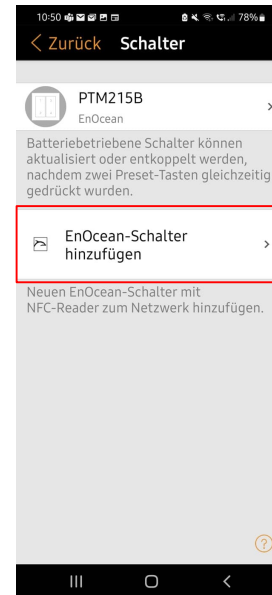 10:50 78%
Zurück Schalter
PTM215B
EnOcean
Batteriebetriebene Schalter können
aktualisiert oder entkoppelt werden,
nachdem zwei Preset-Tasten gleichzeitig
gedrückt wurden.
EnOcean-Schalter
hinzufügen
Neuen EnOcean-Schalter mit
NFC-Reader zum Netzwerk hinzufügen.
?